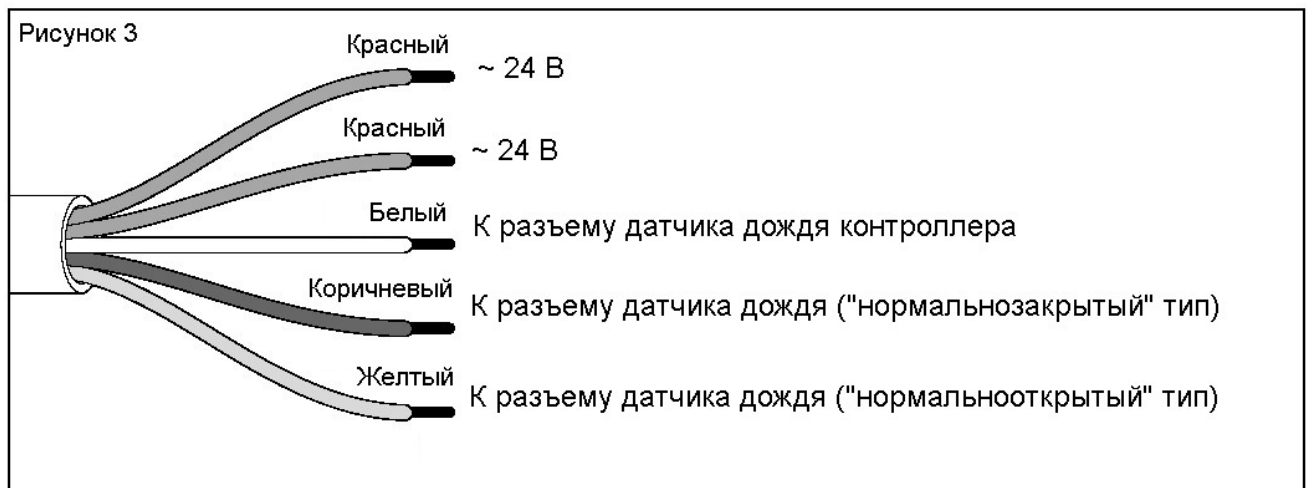 Рисунок 3
Красный
~ 24 В
Красный
~ 24 В
Белый
К разъему датчика дождя контроллера
Коричневый
К разъему датчика дождя ("нормальнозакрытый" тип)
Желтый
К разъему датчика дождя ("нормальнооткрытый" тип)